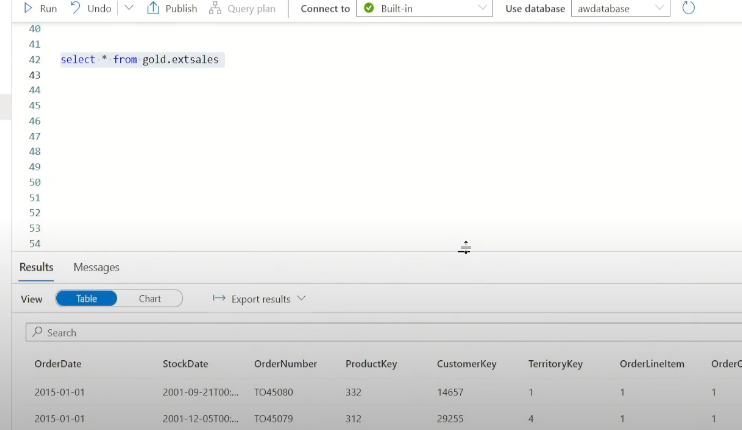 Run Undo Publish Query plan Connect to Built-in Use database awdatabase
40
41
42 select * from gold.extsales
43
44
45
46
47
48
49
50
51
52
53
54
Results Messages
View Table Chart Export results
Search
OrderDate StockDate OrderNumber ProductKey CustomerKey TerritoryKey OrderLineItem OrderC
2015-01-01 2001-09-21T00:... TO45080 332 14657 1 1 1
2015-01-01 2001-12-05T00:... TO45079 312 29255 4 1 1